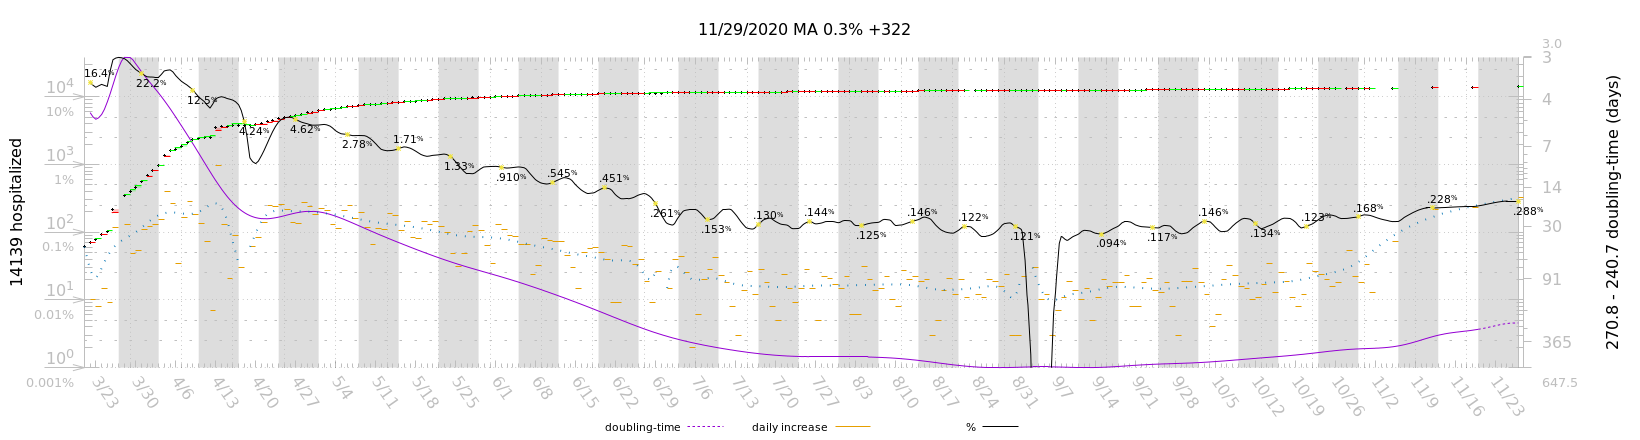 11/29/2020 MA 0.3% +322
3.0
10⁴ 3
10% 4
10³ 7
1% 14
10² 30
0.1%
10¹ 91
0.01%
10⁰ 365
0.001% 647.5
14139 hospitalized
270.8 - 240.7 doubling-time (days)
16.4% 22.2% 12.5% 4.24% 4.62% 2.78% 1.71% 1.33% .910% .545% .451% .261% .153% .130% .144% .125% .146% .122% .121% .094% .117% .146% .134% .123% .168% .228% .288%
3/23 3/30 4/6 4/13 4/20 4/27 5/4 5/11 5/18 5/25 6/1 6/8 6/15 6/22 6/29 7/6 7/13 7/20 7/27 8/3 8/10 8/17 8/24 8/31 9/7 9/14 9/21 9/28 10/5 10/12 10/19 10/26 11/2 11/9 11/16 11/23
doubling-time daily increase %